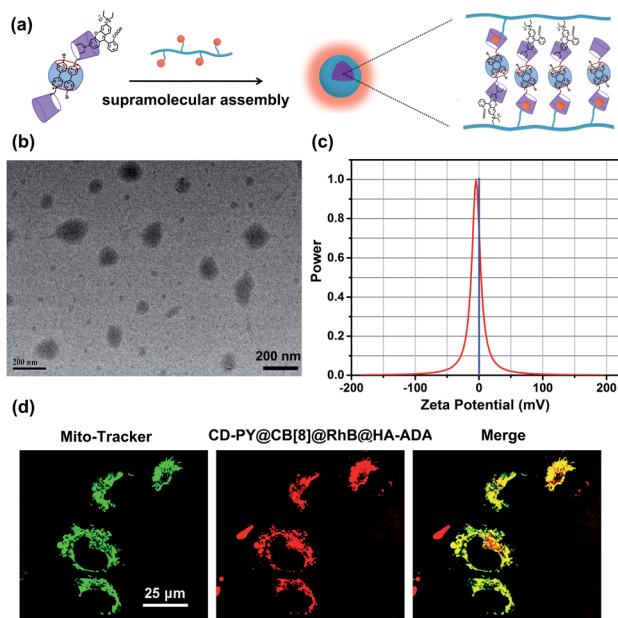 (a)
supramolecular assembly
(b)
200 nm
200 nm
(c)
Power
1.0
0.8
0.6
0.4
0.2
0.0
-200
-100
0
100
200
Zeta Potential (mV)
(d)
Mito-Tracker
CD-PY@CB[8]@RhB@HA-ADA
Merge
25 µm